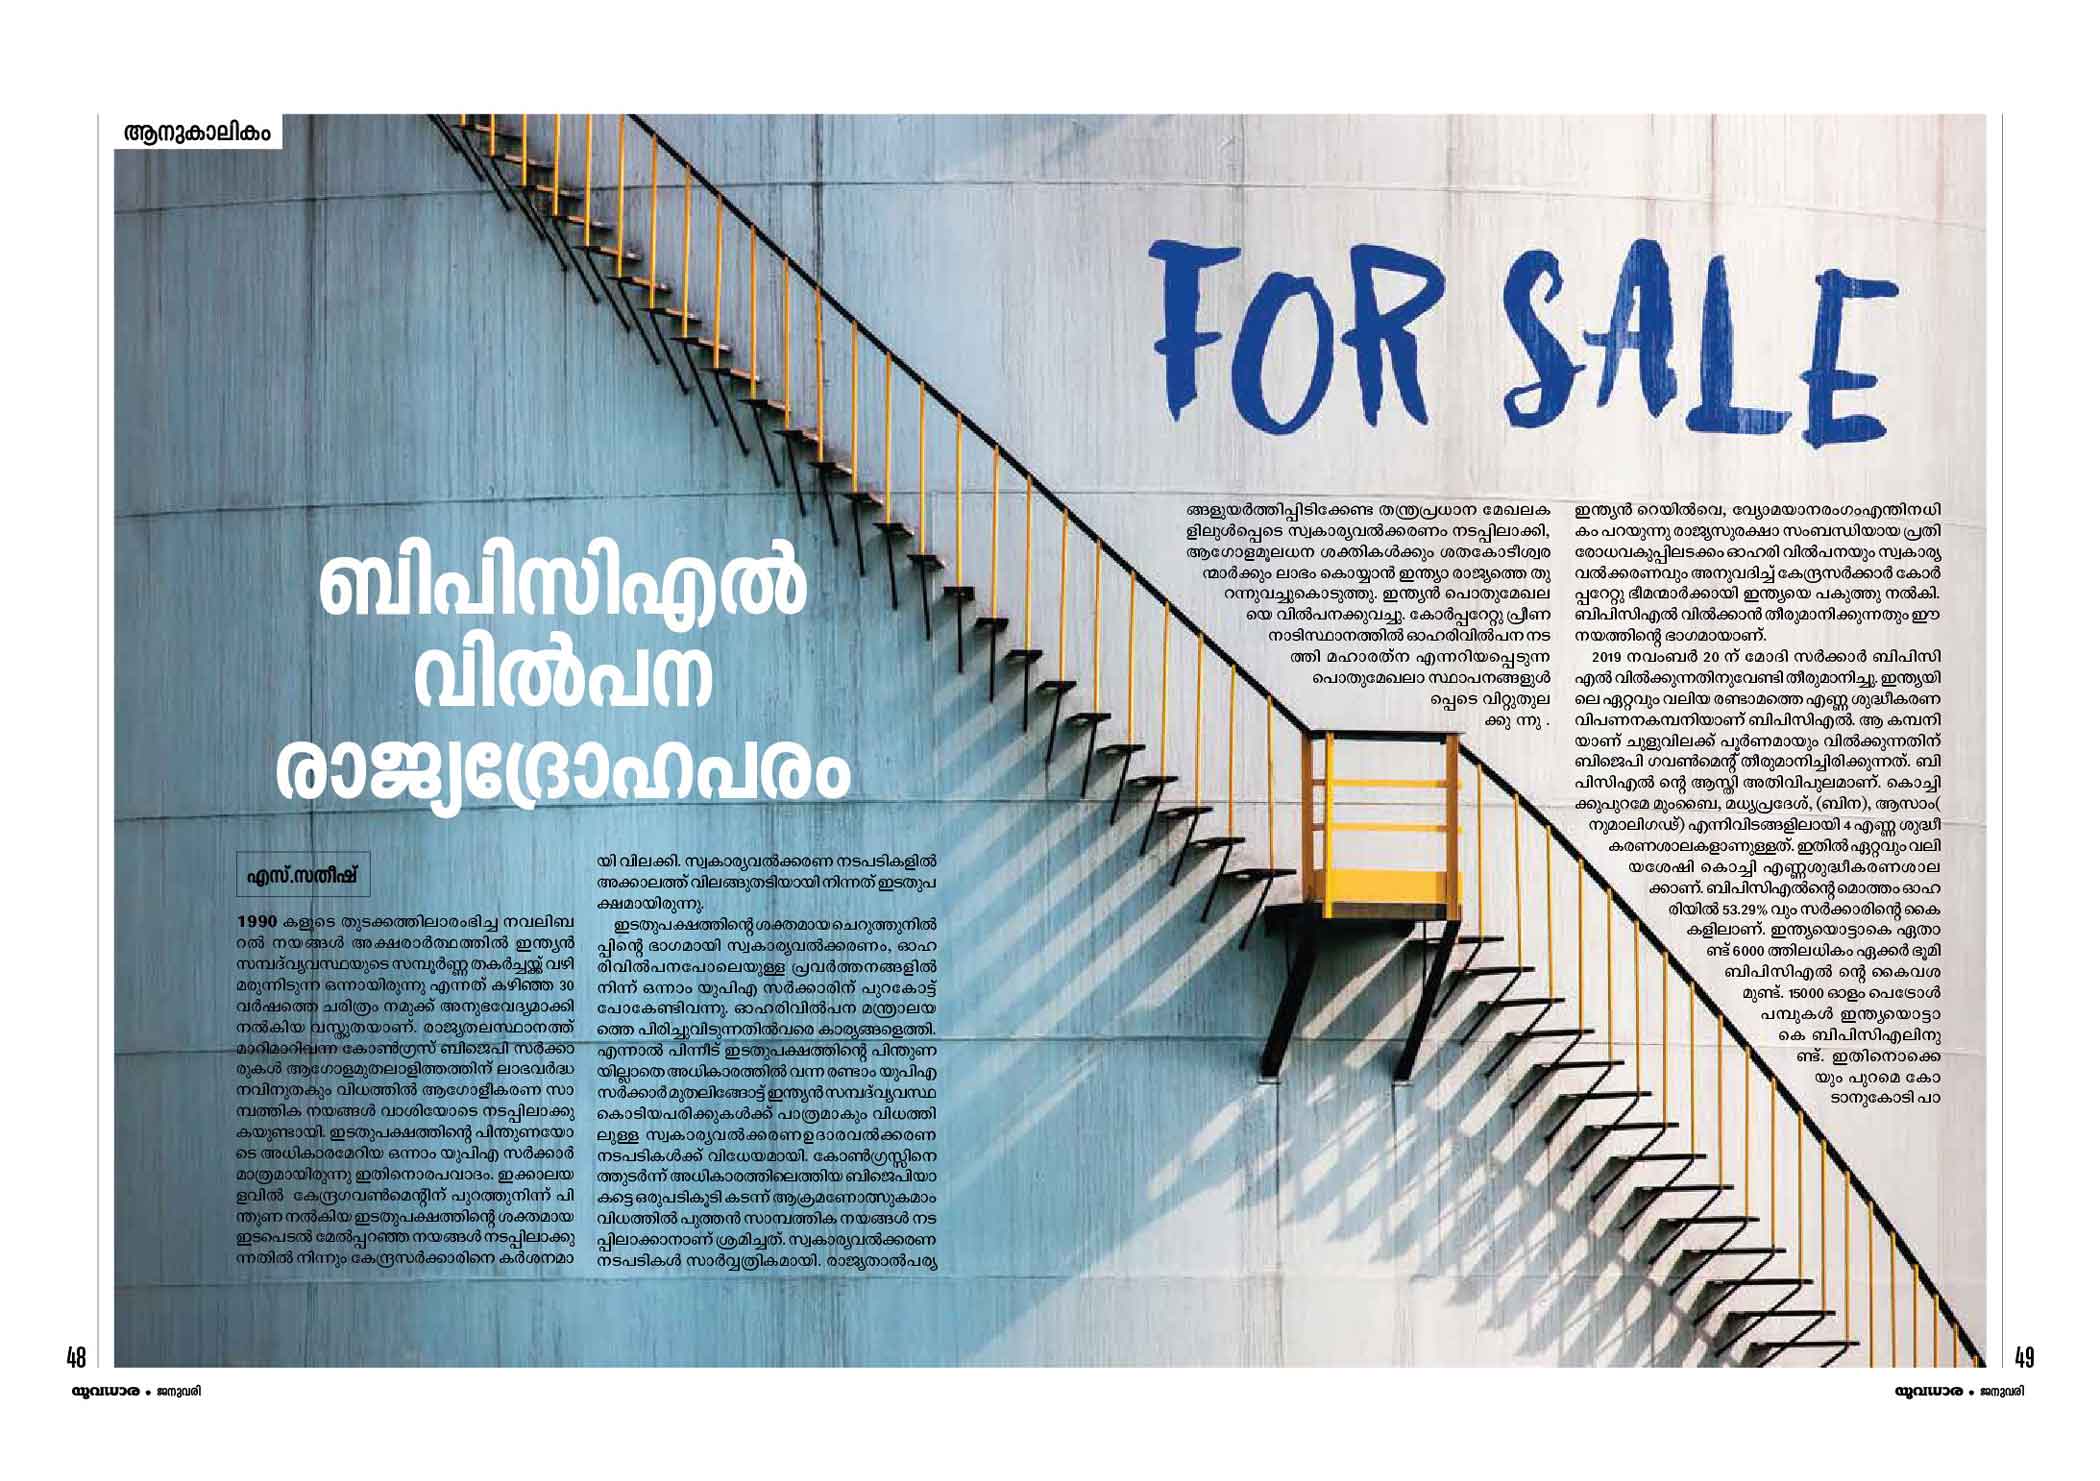 ആനുകാലികം
FOR SALE
ബിപിസിഎൽ
വിൽപന
രാജ്യദ്രോഹപരം
എസ്.സതീഷ്
1990 കളുടെ തുടക്കത്തിലാരംഭിച്ച നവലിബ
റൽ നയങ്ങൾ അക്ഷരാർത്ഥത്തിൽ ഇന്ത്യൻ
സമ്പദ്‌വ്യവസ്ഥയുടെ സമ്പൂർണ്ണ തകർച്ചയ്ക്ക് വഴി
മരുന്നിടുന്ന ഒന്നായിരുന്നു എന്നത് കഴിഞ്ഞ 30
വർഷത്തെ ചരിത്രം നമുക്ക് അനുഭവേദ്യമാക്കി
നൽകിയ വസ്തുതയാണ്. രാജ്യതലസ്ഥാനത്ത്
മാറിമാറിവന്ന കോൺഗ്രസ് ബിജെപി സർക്കാ
രുകൾ ആഗോളമുതലാളിത്തത്തിന് ലാഭവർദ്ധ
നവിനുതകും വിധത്തിൽ ആഗോളീകരണ സാ
മ്പത്തിക നയങ്ങൾ വാശിയോടെ നടപ്പിലാക്കു
കയുണ്ടായി. ഇടതുപക്ഷത്തിന്റെ പിന്തുണയോ
ടെ അധികാരമേറിയ ഒന്നാം യുപിഎ സർക്കാർ
മാത്രമായിരുന്നു ഇതിനൊരപവാദം. ഇക്കാലയ
ളവിൽ കേന്ദ്രഗവൺമെന്റിന് പുറത്തുനിന്ന് പി
ന്തുണ നൽകിയ ഇടതുപക്ഷത്തിന്റെ ശക്തമായ
ഇടപെടൽ മേൽപ്പറഞ്ഞ നയങ്ങൾ നടപ്പിലാക്കു
ന്നതിൽ നിന്നും കേന്ദ്രസർക്കാരിനെ കർശനമാ
യി വിലക്കി. സ്വകാര്യവൽക്കരണ നടപടികളിൽ
അക്കാലത്ത് വിലങ്ങുതടിയായി നിന്നത് ഇടതുപ
ക്ഷമായിരുന്നു.
ഇടതുപക്ഷത്തിന്റെ ശക്തമായ ചെറുത്തുനിൽ
പ്പിന്റെ ഭാഗമായി സ്വകാര്യവൽക്കരണം, ഓഹ
രിവിൽപനപോലെയുള്ള പ്രവർത്തനങ്ങളിൽ
നിന്ന് ഒന്നാം യുപിഎ സർക്കാരിന് പുറകോട്ട്
പോകേണ്ടിവന്നു. ഓഹരിവിൽപന മന്ത്രാലയ
ത്തെ പിരിച്ചുവിടുന്നതിൽവരെ കാര്യങ്ങളെത്തി.
എന്നാൽ പിന്നീട് ഇടതുപക്ഷത്തിന്റെ പിന്തുണ
യില്ലാതെ അധികാരത്തിൽ വന്ന രണ്ടാം യുപിഎ
സർക്കാർ മുതലിങ്ങോട്ട് ഇന്ത്യൻ സമ്പദ്‌വ്യവസ്ഥ
കൊടിയപരിക്കുകൾക്ക് പാത്രമാകും വിധത്തി
ലുള്ള സ്വകാര്യവൽക്കരണഉദാരവൽക്കരണ
നടപടികൾക്ക് വിധേയമായി. കോൺഗ്രസ്സിനെ
ത്തുടർന്ന് അധികാരത്തിലെത്തിയ ബിജെപിയാ
കട്ടെ ഒരുപടികൂടി കടന്ന് ആക്രമണോത്സുകമാം
വിധത്തിൽ പുത്തൻ സാമ്പത്തിക നയങ്ങൾ നട
പ്പിലാക്കാനാണ് ശ്രമിച്ചത്. സ്വകാര്യവൽക്കരണ
നടപടികൾ സാർവ്വത്രികമായി. രാജ്യതാൽപര്യ
ങ്ങളുയർത്തിപ്പിടിക്കേണ്ട തന്ത്രപ്രധാന മേഖലക
ളിലുൾപ്പെടെ സ്വകാര്യവൽക്കരണം നടപ്പിലാക്കി,
ആഗോളമൂലധന ശക്തികൾക്കും ശതകോടീശ്വര
ന്മാർക്കും ലാഭം കൊയ്യാൻ ഇന്ത്യാ രാജ്യത്തെ തു
റന്നുവച്ചുകൊടുത്തു. ഇന്ത്യൻ പൊതുമേഖല
യെ വിൽപനക്കുവച്ചു. കോർപ്പറേറ്റു പ്രീണ
നാടിസ്ഥാനത്തിൽ ഓഹരിവിൽപന നട
ത്തി മഹാരത്‌ന എന്നറിയപ്പെടുന്ന
പൊതുമേഖലാ സ്ഥാപനങ്ങളുൾ
പ്പെടെ വിറ്റുതുല
ക്കു ന്നു .
ഇന്ത്യൻ റെയിൽവെ, വ്യോമയാനരംഗംഎന്തിനധി
കം പറയുന്നു രാജ്യസുരക്ഷാ സംബന്ധിയായ പ്രതി
രോധവകുപ്പിലടക്കം ഓഹരി വിൽപനയും സ്വകാര്യ
വൽക്കരണവും അനുവദിച്ച് കേന്ദ്രസർക്കാർ കോർ
പ്പറേറ്റു ഭീമന്മാർക്കായി ഇന്ത്യയെ പകുത്തു നൽകി.
ബിപിസിഎൽ വിൽക്കാൻ തീരുമാനിക്കുന്നതും ഈ
നയത്തിന്റെ ഭാഗമായാണ്.
2019 നവംബർ 20 ന് മോദി സർക്കാർ ബിപിസി
എൽ വിൽക്കുന്നതിനുവേണ്ടി തീരുമാനിച്ചു. ഇന്ത്യയി
ലെ ഏറ്റവും വലിയ രണ്ടാമത്തെ എണ്ണ ശുദ്ധീകരണ
വിപണനകമ്പനിയാണ് ബിപിസിഎൽ. ആ കമ്പനി
യാണ് ചുളുവിലക്ക് പൂർണമായും വിൽക്കുന്നതിന്
ബിജെപി ഗവൺമെന്റ് തീരുമാനിച്ചിരിക്കുന്നത്. ബി
പിസിഎൽ ന്റെ ആസ്തി അതിവിപുലമാണ്. കൊച്ചി
ക്കുപുറമേ മുംബൈ, മധ്യപ്രദേശ്, (ബിന), ആസാം(
നുമാലിഗഢ്) എന്നിവിടങ്ങളിലായി 4 എണ്ണ ശുദ്ധീ
കരണശാലകളാണുള്ളത്. ഇതിൽ ഏറ്റവും വലി
യശേഷി കൊച്ചി എണ്ണശുദ്ധീകരണശാല
ക്കാണ്. ബിപിസിഎൽന്റെ മൊത്തം ഓഹ
രിയിൽ 53.29% വും സർക്കാരിന്റെ കൈ
കളിലാണ്. ഇന്ത്യയൊട്ടാകെ ഏതാ
ണ്ട് 6000 ത്തിലധികം ഏക്കർ ഭൂമി
ബിപിസിഎൽ ന്റെ കൈവശ
മുണ്ട്. 15000 ഓളം പെട്രോൾ
പമ്പുകൾ ഇന്ത്യയൊട്ടാ
കെ ബിപിസിഎലിനു
ണ്ട്. ഇതിനൊക്കെ
യും പുറമെ കോ
ടാനുകോടി പാ
48
യുവധാര • ജനുവരി
49
യുവധാര • ജനുവരി